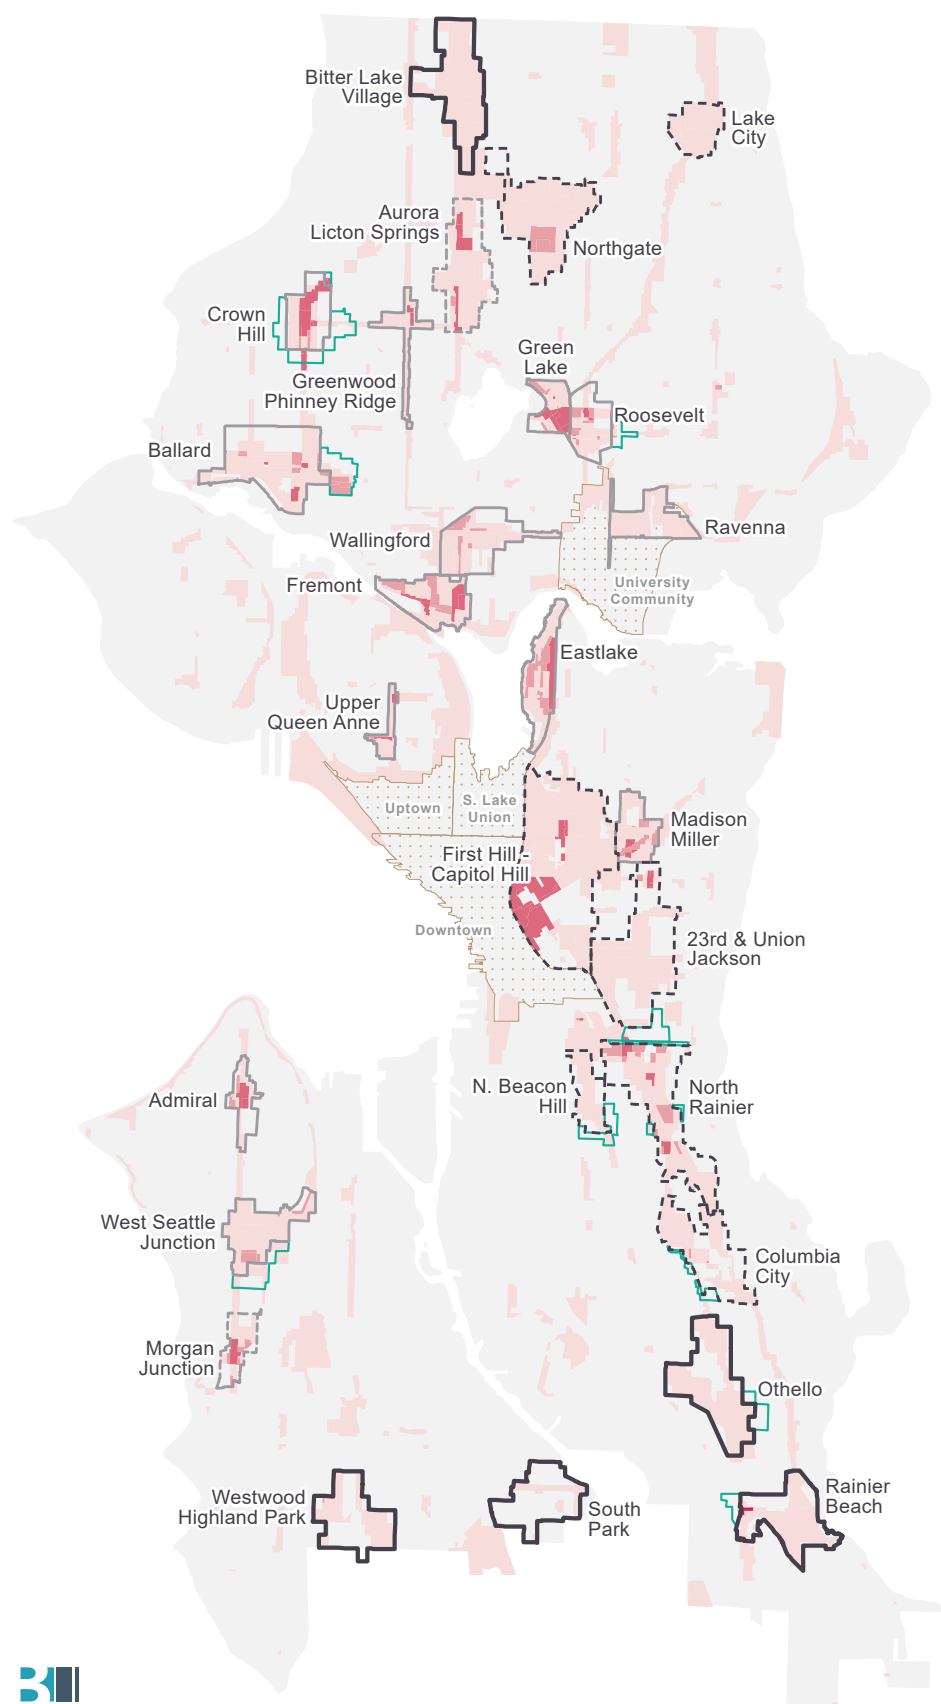 Bitter Lake
Village
Lake
City
Aurora
Licton Springs
Northgate
Crown
Hill
Green
Lake
Greenwood
Phinney Ridge
Roosevelt
Ballard
Ravenna
Wallingford
Fremont
University
Community
Eastlake
Upper
Queen Anne
Uptown
S. Lake
Union
Madison
Miller
First Hill -
Capitol Hill
Downtown
23rd & Union
Jackson
N. Beacon
Hill
North
Rainier
Admiral
West Seattle
Junction
Columbia
City
Morgan
Junction
Othello
Westwood
Highland Park
South
Park
Rainier
Beach